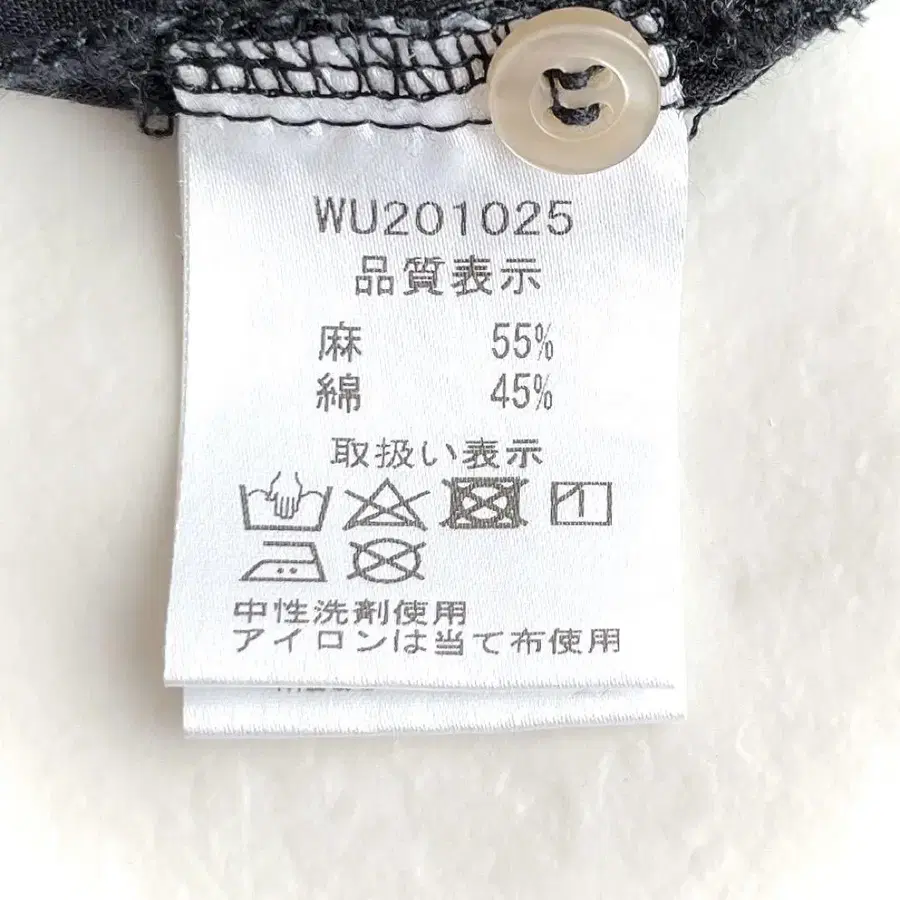 WU201025
品質表示
麻 55%
綿 45%
取扱い表示
中性洗剤使用
アイロンは当て布使用